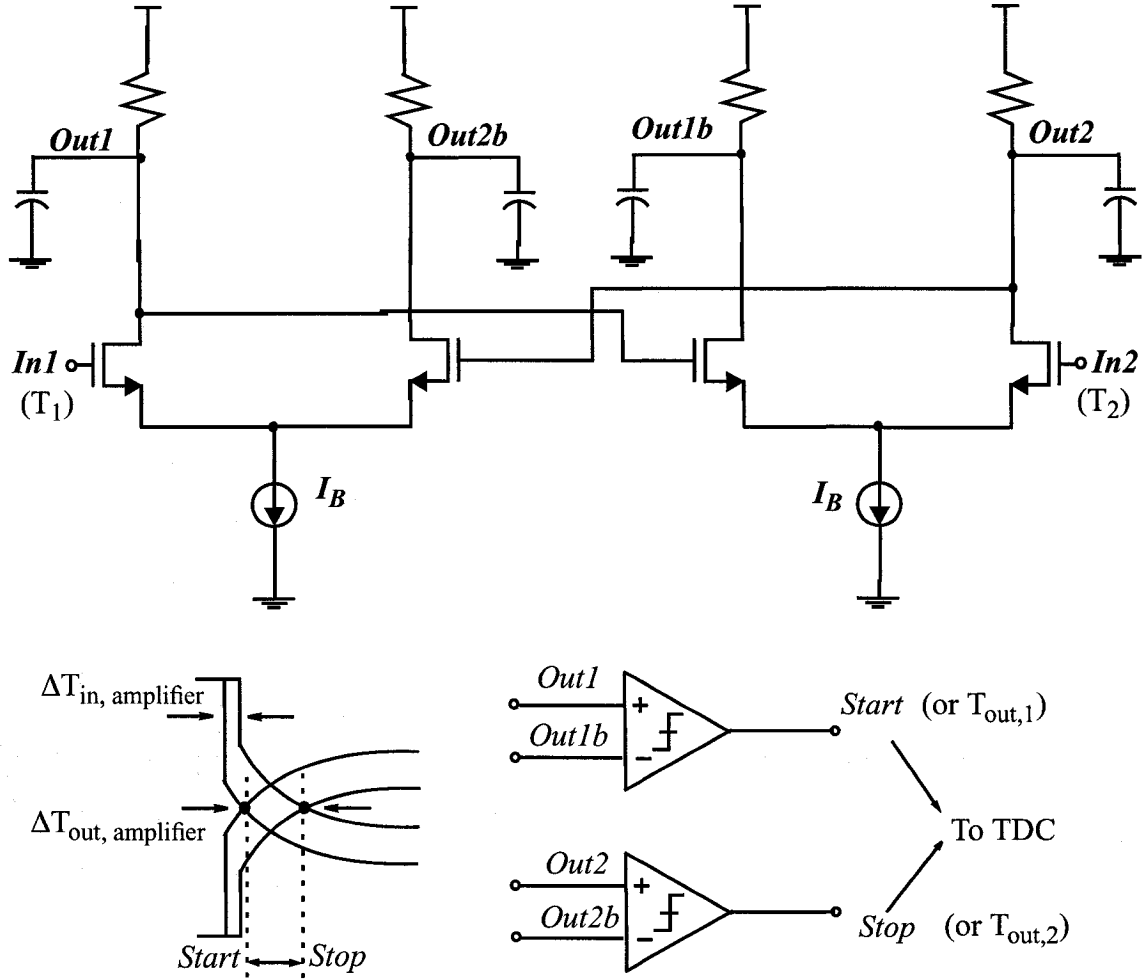 Out1
Out2b
Out1b
Out2
In1
(T1)
IB
IB
In2
(T2)
ΔTin, amplifier
ΔTout, amplifier
Start
Stop
Out1
+
Out1b
−
Start (or Tout,1)
To TDC
Out2
+
Out2b
−
Stop (or Tout,2)